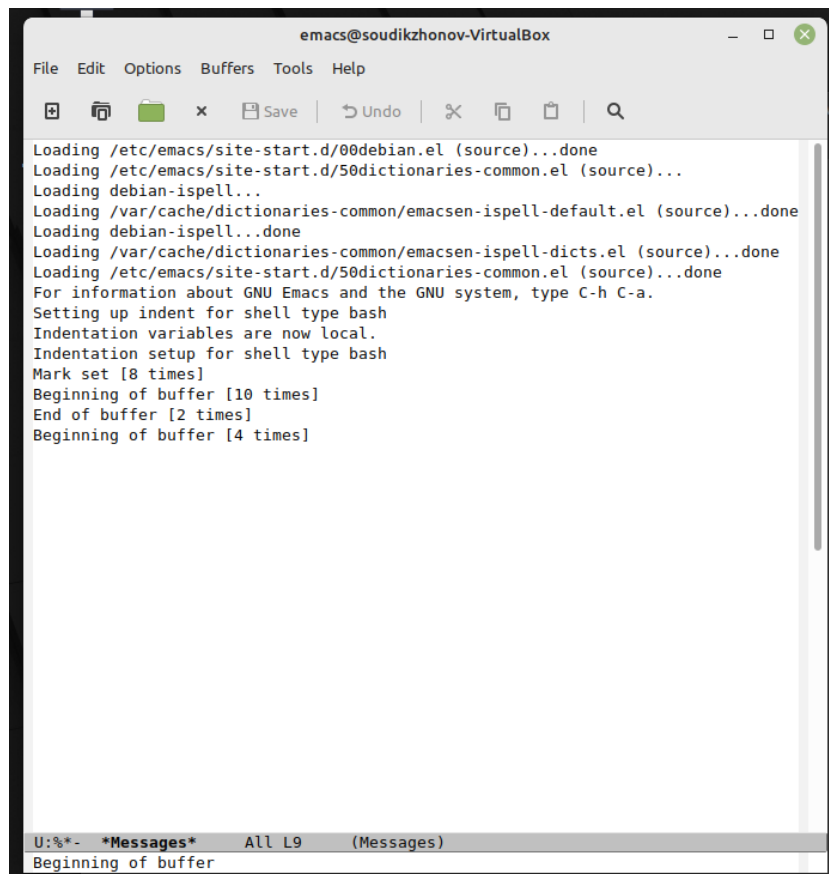 emacs@soudikzhonov-VirtualBox
File Edit Options Buffers Tools Help
Save Undo
Loading /etc/emacs/site-start.d/00debian.el (source)...done
Loading /etc/emacs/site-start.d/50dictionaries-common.el (source)...
Loading debian-ispell...
Loading /var/cache/dictionaries-common/emacsen-ispell-default.el (source)...done
Loading debian-ispell...done
Loading /var/cache/dictionaries-common/emacsen-ispell-dicts.el (source)...done
Loading /etc/emacs/site-start.d/50dictionaries-common.el (source)...done
For information about GNU Emacs and the GNU system, type C-h C-a.
Setting up indent for shell type bash
Indentation variables are now local.
Indentation setup for shell type bash
Mark set [8 times]
Beginning of buffer [10 times]
End of buffer [2 times]
Beginning of buffer [4 times]
U:%*- *Messages* All L9 (Messages)
Beginning of buffer